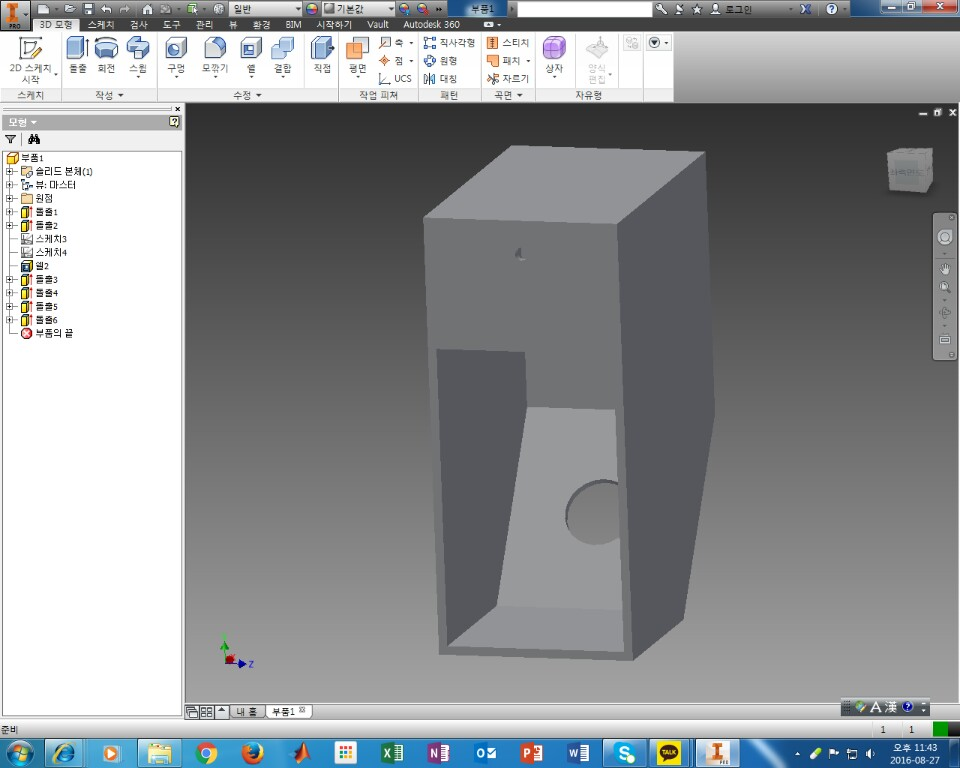 일반
기본값
부품1
로그인
PRO
3D 모형 스케치 검사 도구 관리 뷰 환경 BIM 시작하기 Vault Autodesk 360
2D 스케치
시작
돌출 회전 스윕
구멍 모깎기 쉘 결합
직접
평면
축
점
UCS
직사각형
원형
대칭
스티치
패치
자르기
상자
양식
편집
스케치 작성 수정 작업 피쳐 패턴 곡면 자유형
모형
부품1
솔리드 본체(1)
뷰: 마스터
원점
돌출1
돌출2
스케치3
스케치4
쉘2
돌출3
돌출4
돌출5
돌출6
부품의 끝
Z
내 홈 부품1
A 漢
준비
1 1
TALK
PRO
오후 11:43
2016-08-27